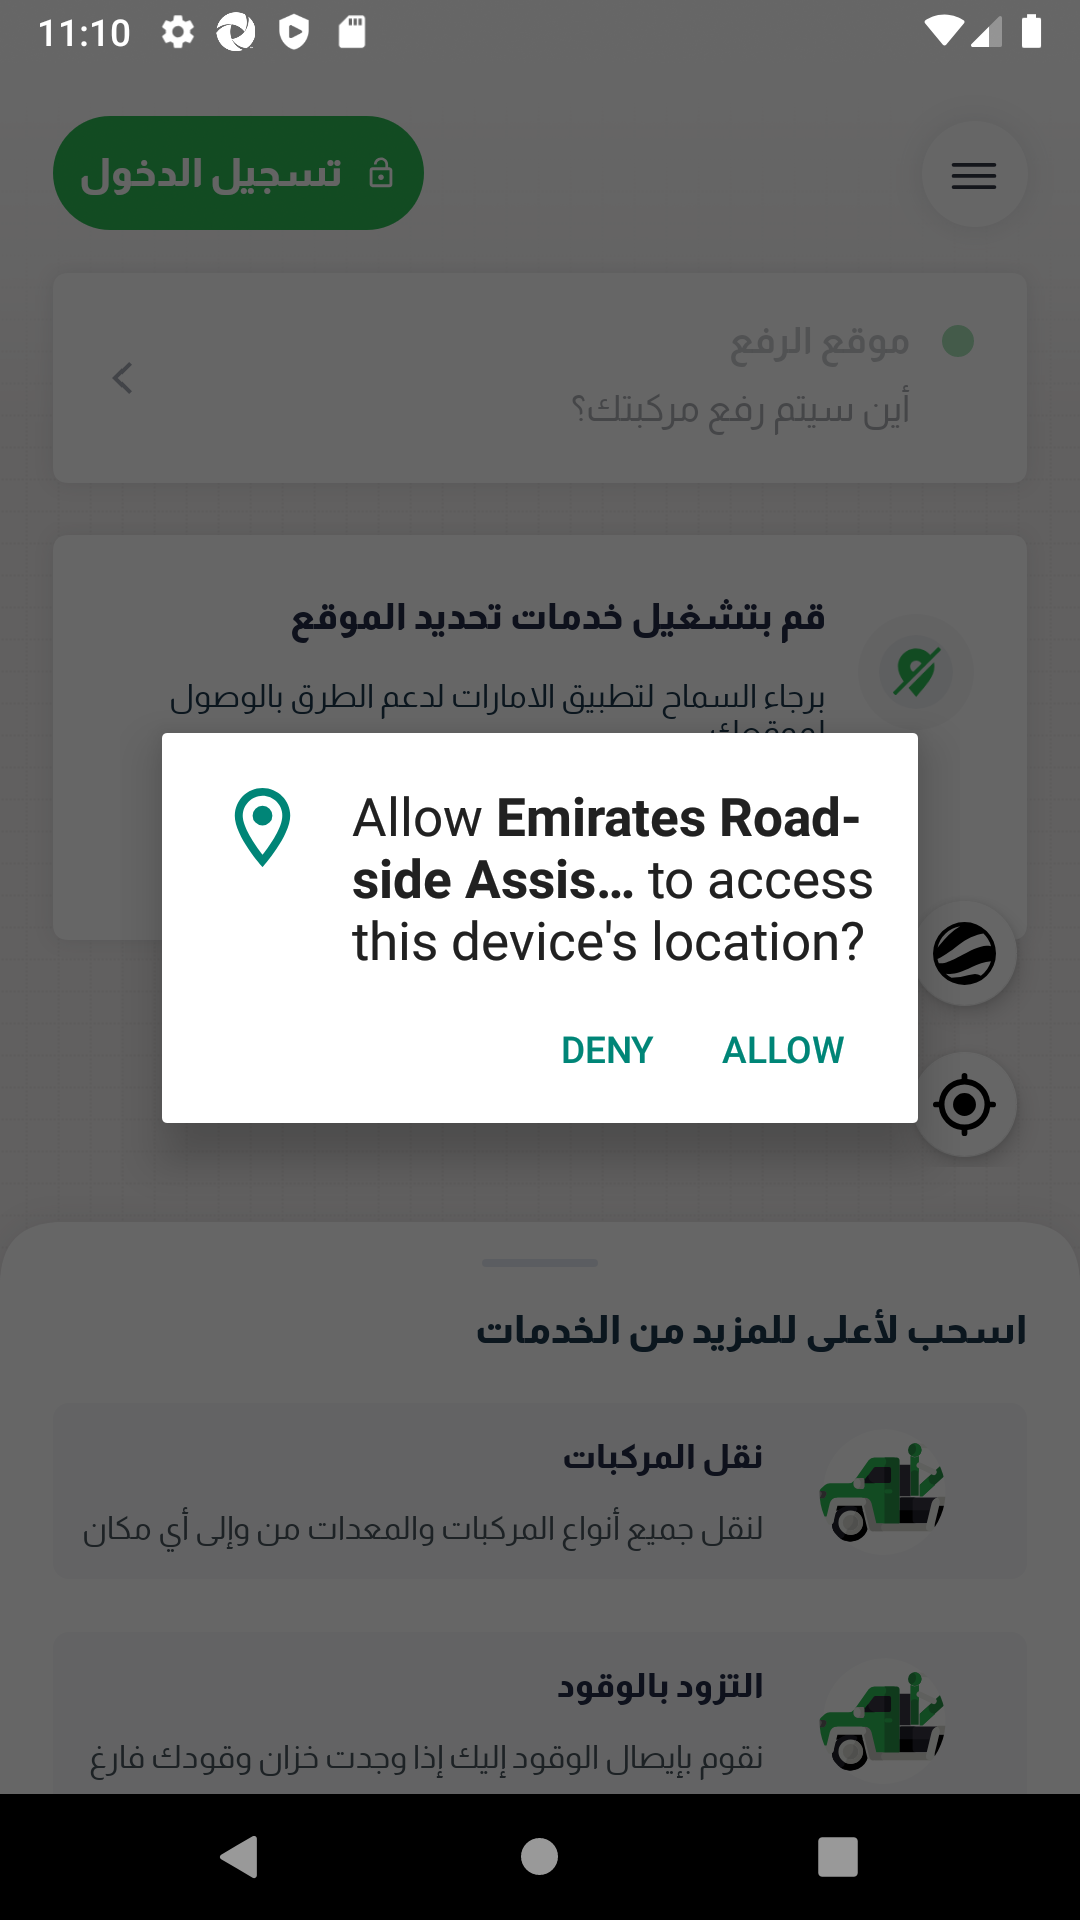 11:10
تسجيل الدخول
موقع الرفع
أين سيتم رفع مركبتك؟
قم بتشغيل خدمات تحديد الموقع
برجاء السماح لتطبيق الامارات لدعم الطرق بالوصول
Allow Emirates Road-
side Assis… to access
this device's location?
DENY ALLOW
اسحب لأعلى للمزيد من الخدمات
نقل المركبات
لنقل جميع أنواع المركبات والمعدات من وإلى أي مكان
التزود بالوقود
نقوم بإيصال الوقود إليك إذا وجدت خزان وقودك فارغ